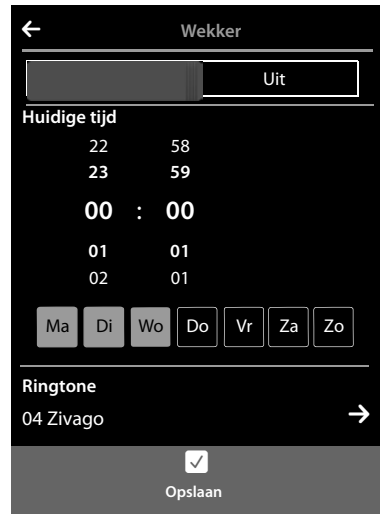 Wekker
Uit
Huidige tijd
22 58
23 59
00 : 00
01 01
02 01
Ma Di Wo Do Vr Za Zo
Ringtone
04 Zivago
Opslaan